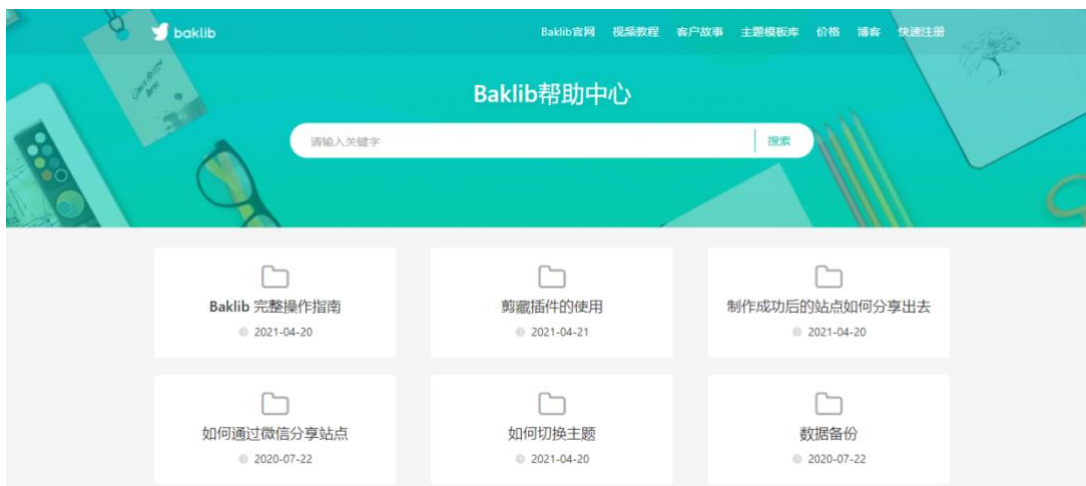 baklib
Baklib官网 视频教程 客户故事 主题模板库 价格 博客 快速注册
Baklib帮助中心
请输入关键字 搜索
Baklib 完整操作指南
2021-04-20
剪藏插件的使用
2021-04-21
制作成功后的站点如何分享出去
2021-04-20
如何通过微信分享站点
2020-07-22
如何切换主题
2021-04-20
数据备份
2020-07-22